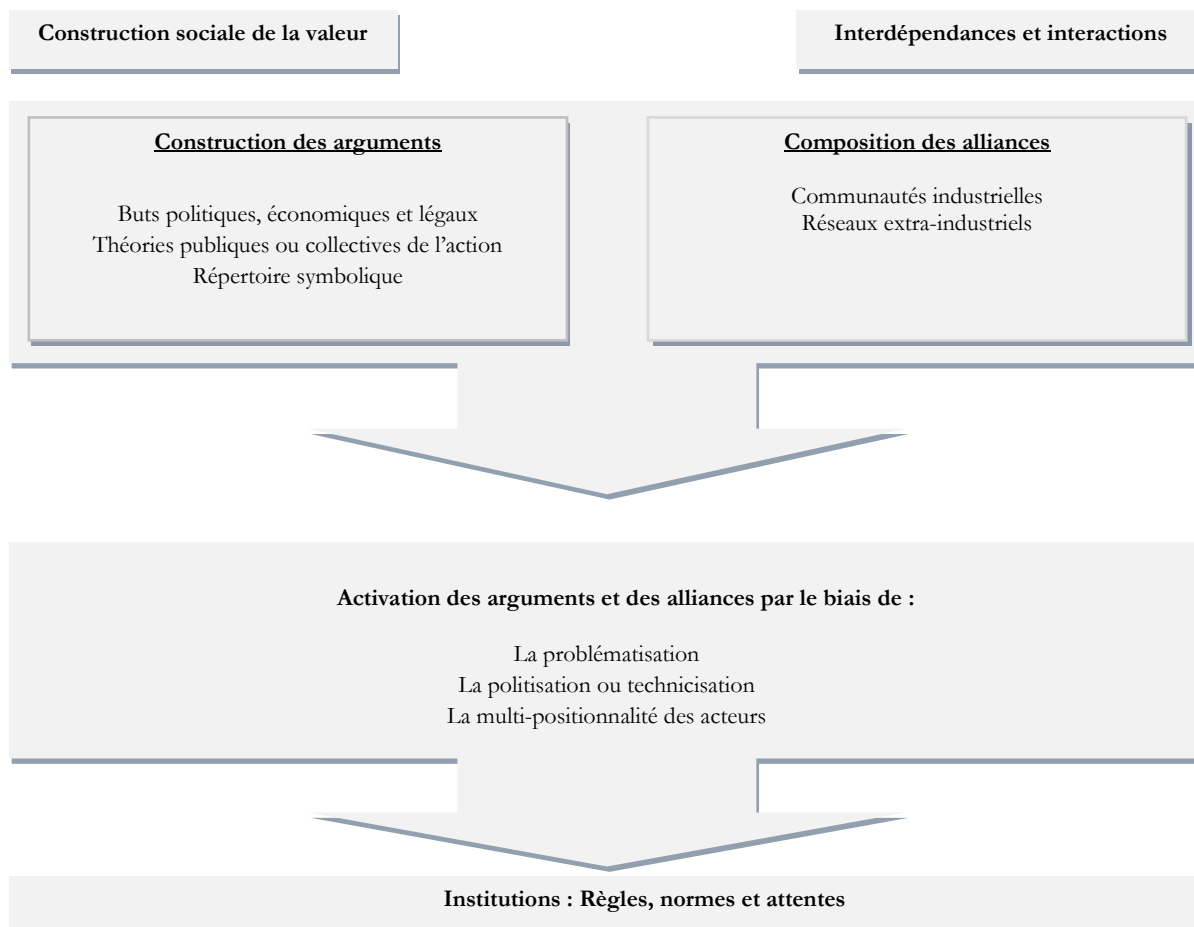 Construction sociale de la valeur
Interdépendances et interactions
Construction des arguments
Buts politiques, économiques et légaux
Théories publiques ou collectives de l’action
Répertoire symbolique
Composition des alliances
Communautés industrielles
Réseaux extra-industriels
Activation des arguments et des alliances par le biais de :
La problématisation
La politisation ou technicisation
La multi-positionnalité des acteurs
Institutions : Règles, normes et attentes